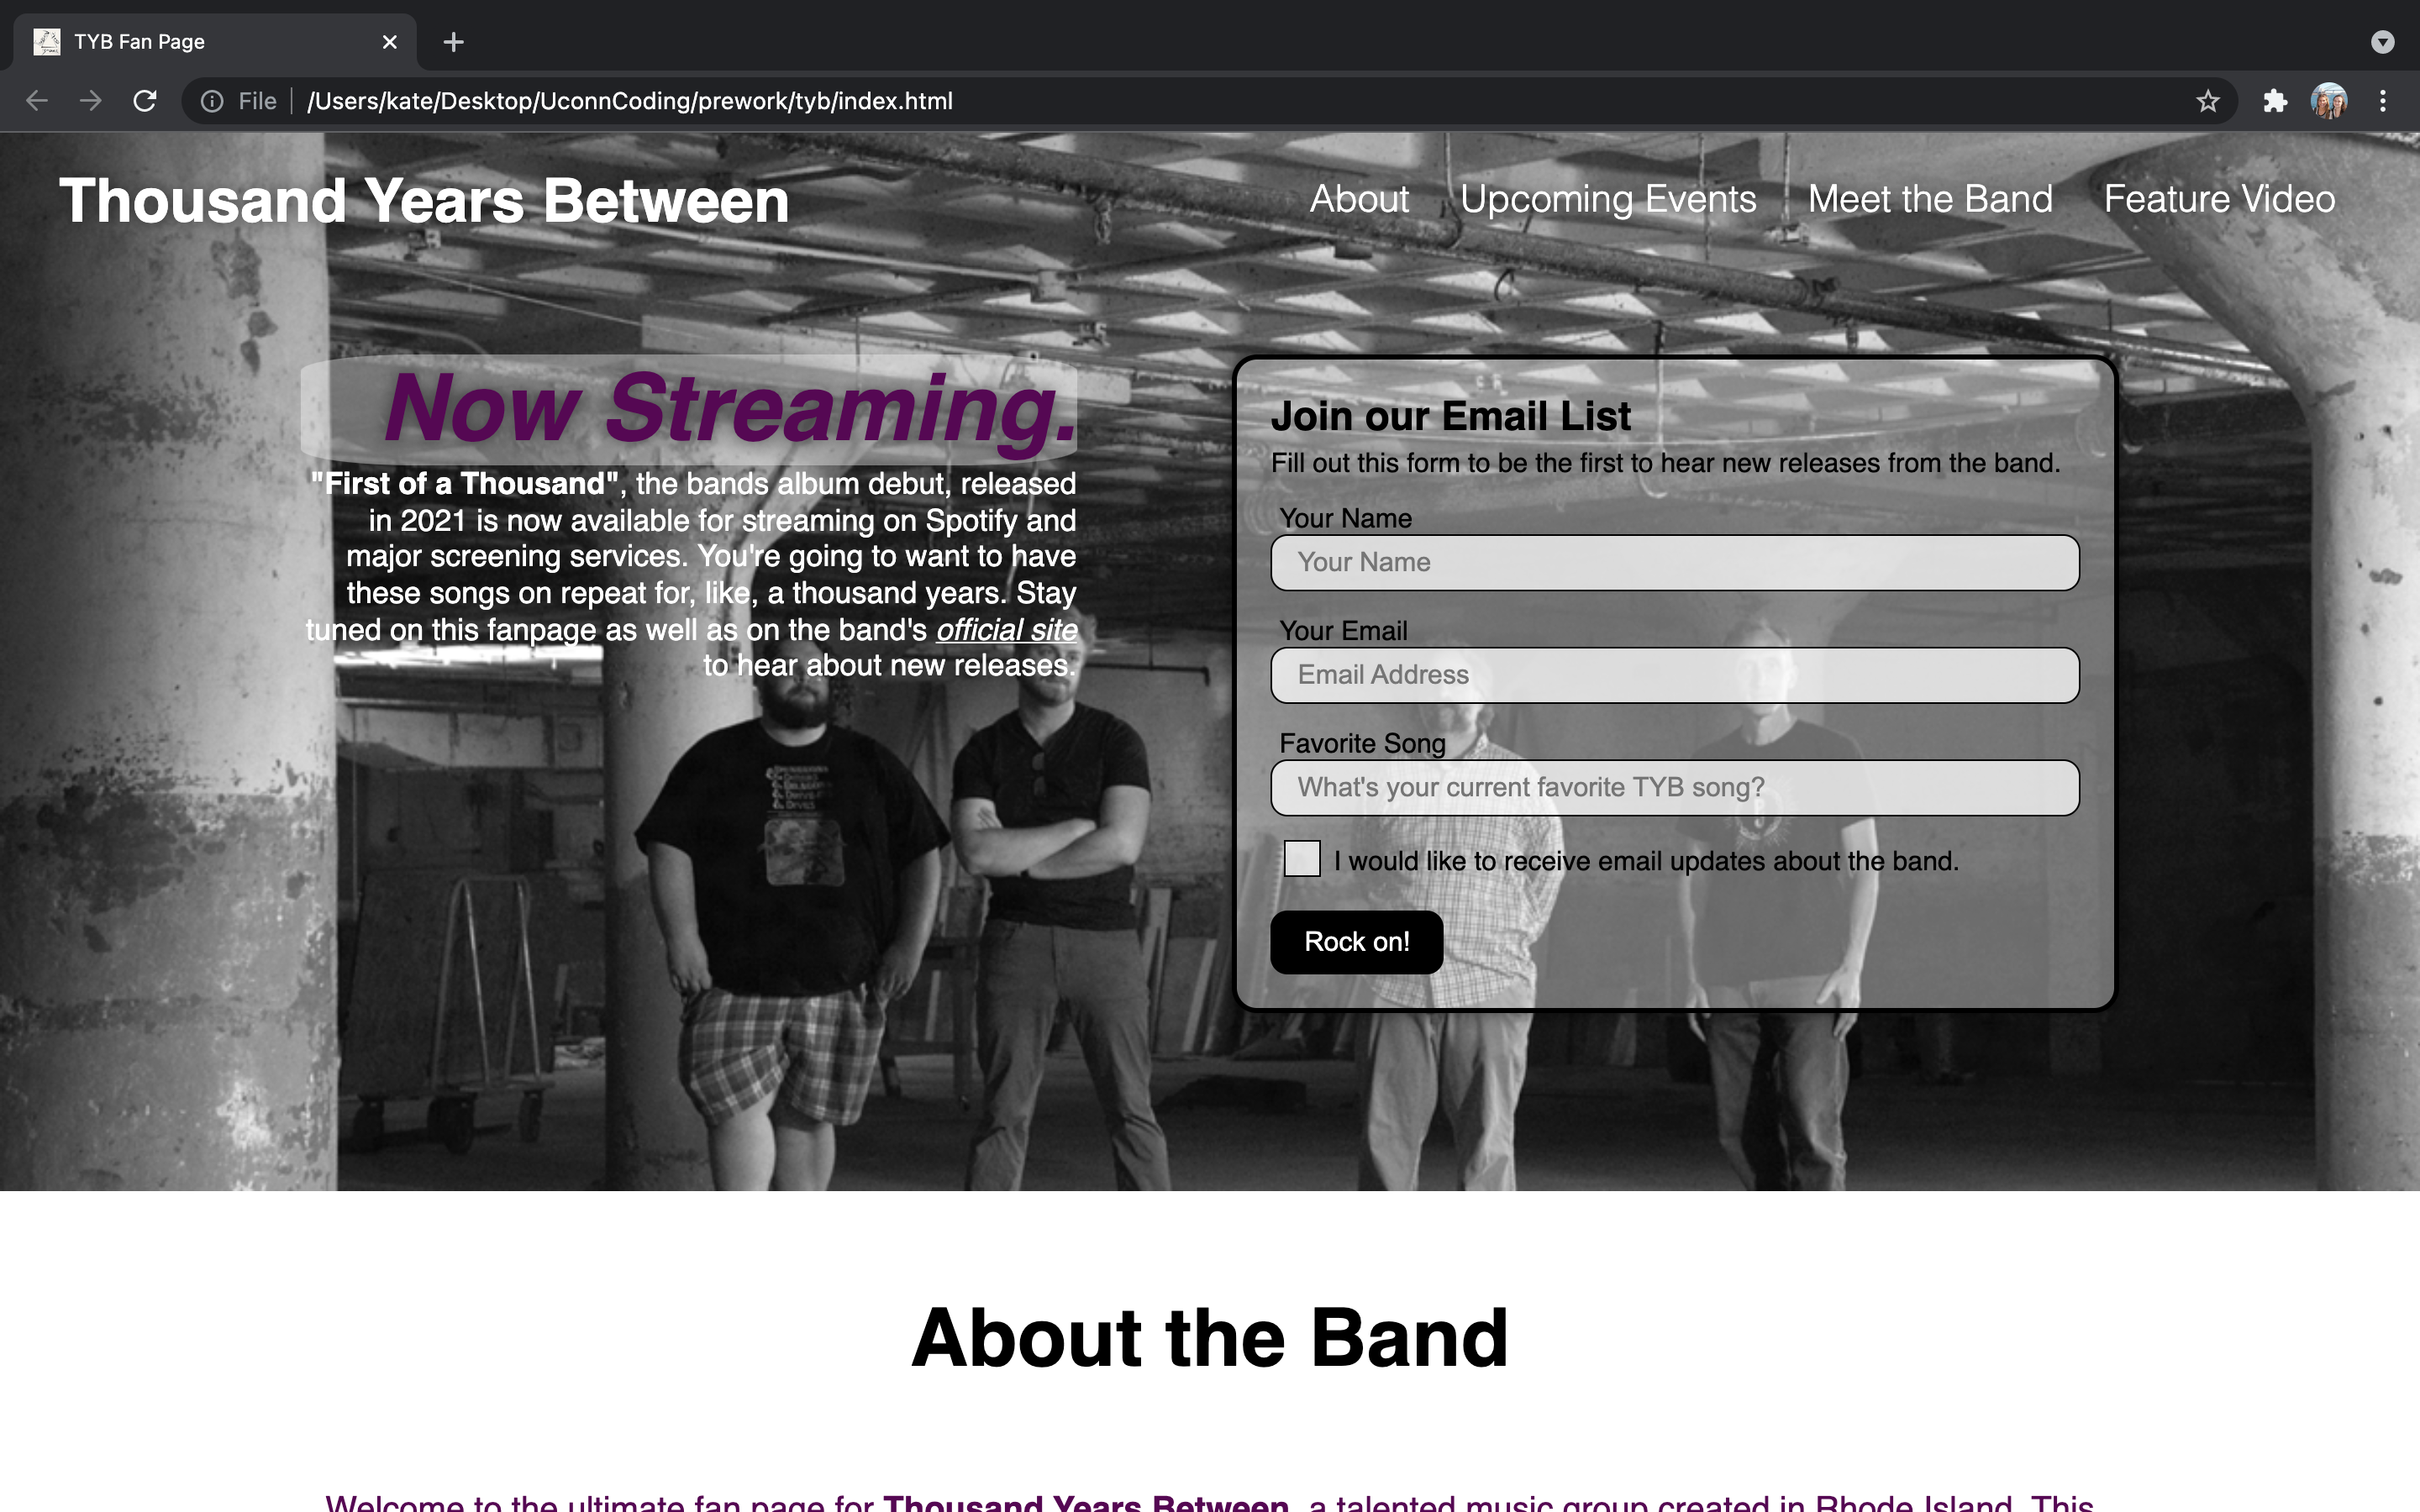 TYB Fan Page
File /Users/kate/Desktop/UconnCoding/prework/tyb/index.html
Thousand Years Between
About Upcoming Events Meet the Band Feature Video
Now Streaming.
"First of a Thousand", the bands album debut, released
in 2021 is now available for streaming on Spotify and
major screening services. You're going to want to have
these songs on repeat for, like, a thousand years. Stay
tuned on this fanpage as well as on the band's official site
to hear about new releases.
Join our Email List
Fill out this form to be the first to hear new releases from the band.
Your Name
Your Name
Your Email
Email Address
Favorite Song
What's your current favorite TYB song?
I would like to receive email updates about the band.
Rock on!
About the Band
Welcome to the ultimate fan page for Thousand Years Between, a talented music group created in Rhode Island. This